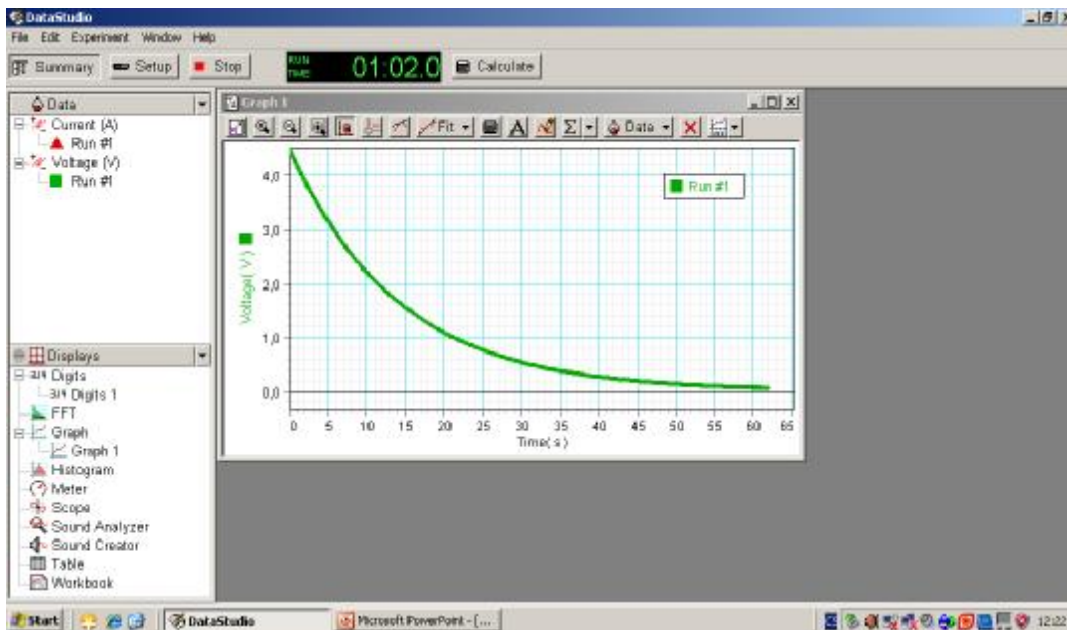 DataStudio
File Edit Experiment Window Help
Summary Setup Stop RUN TIME 01:02.0 Calculate
Data
Current (A)
Run #1
Voltage (V)
Run #1
Displays
3.14 Digits
3.14 Digits 1
FFT
Graph
Graph 1
Histogram
Meter
Scope
Sound Analyzer
Sound Creator
Table
Workbook
Graph 1
Fit A Σ Data
Run #1
4,0
3,0
2,0
1,0
0,0
Voltage( V )
0 5 10 15 20 25 30 35 40 45 50 55 60 65
Time( s )
Start DataStudio Microsoft PowerPoint - [... 12:22